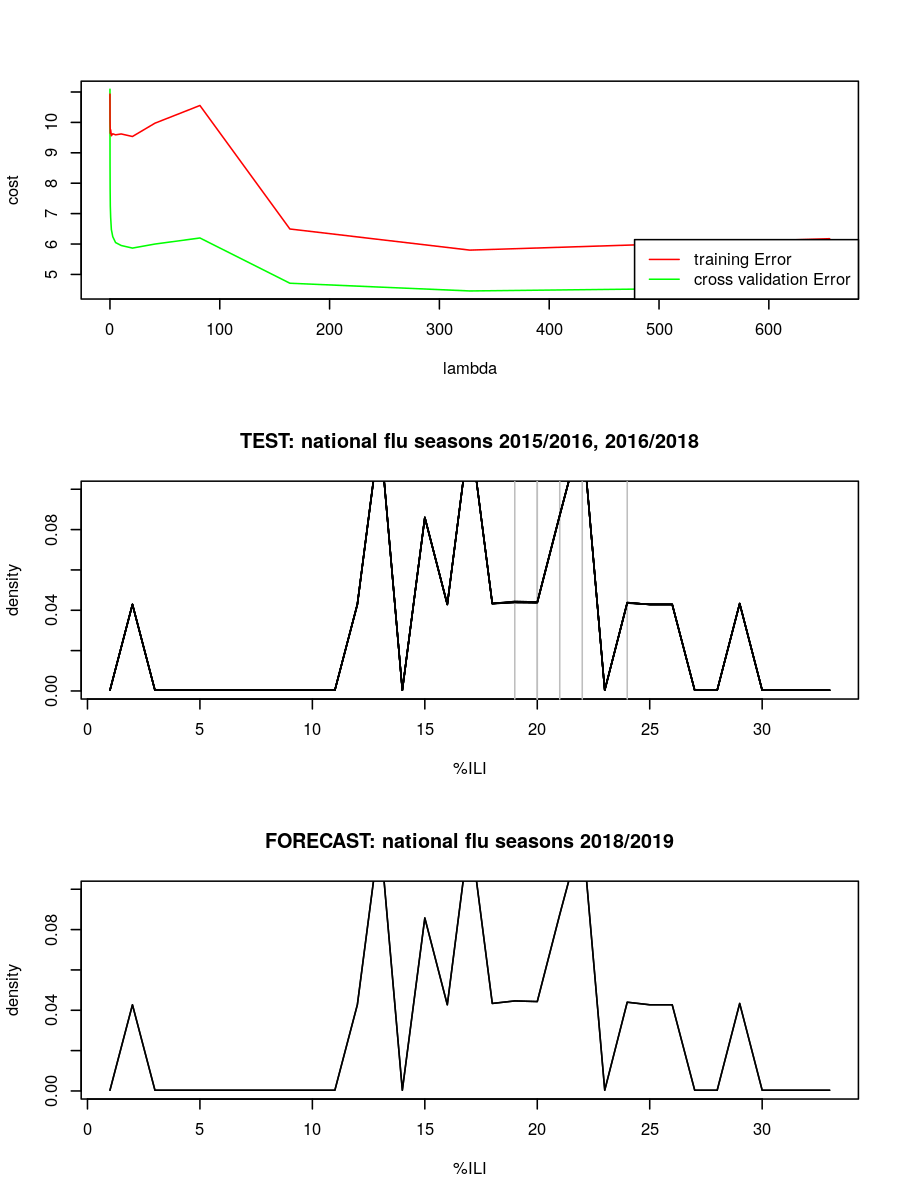 cost
10
9
8
7
6
5
training Error
cross validation Error
0 100 200 300 400 500 600
lambda
TEST: national flu seasons 2015/2016, 2016/2018
density
0.08
0.04
0.00
0 5 10 15 20 25 30
%ILI
FORECAST: national flu seasons 2018/2019
density
0.08
0.04
0.00
0 5 10 15 20 25 30
%ILI